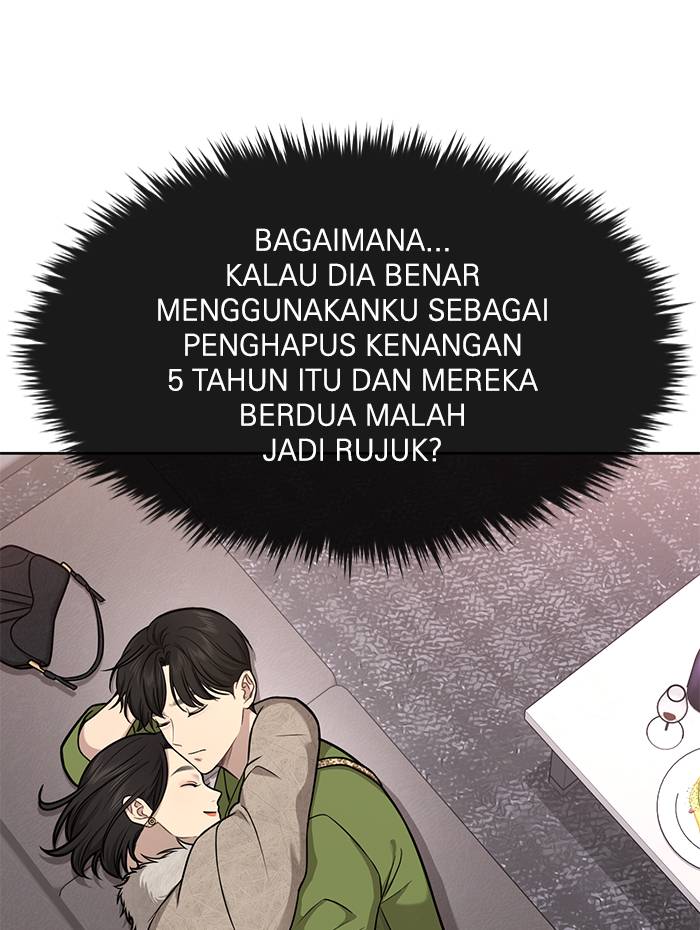 BAGAIMANA...
KALAU DIA BENAR
MENGGUNAKANKU SEBAGAI
PENGHAPUS KENANGAN
5 TAHUN ITU DAN MEREKA
BERDUA MALAH
JADI RUJUK?